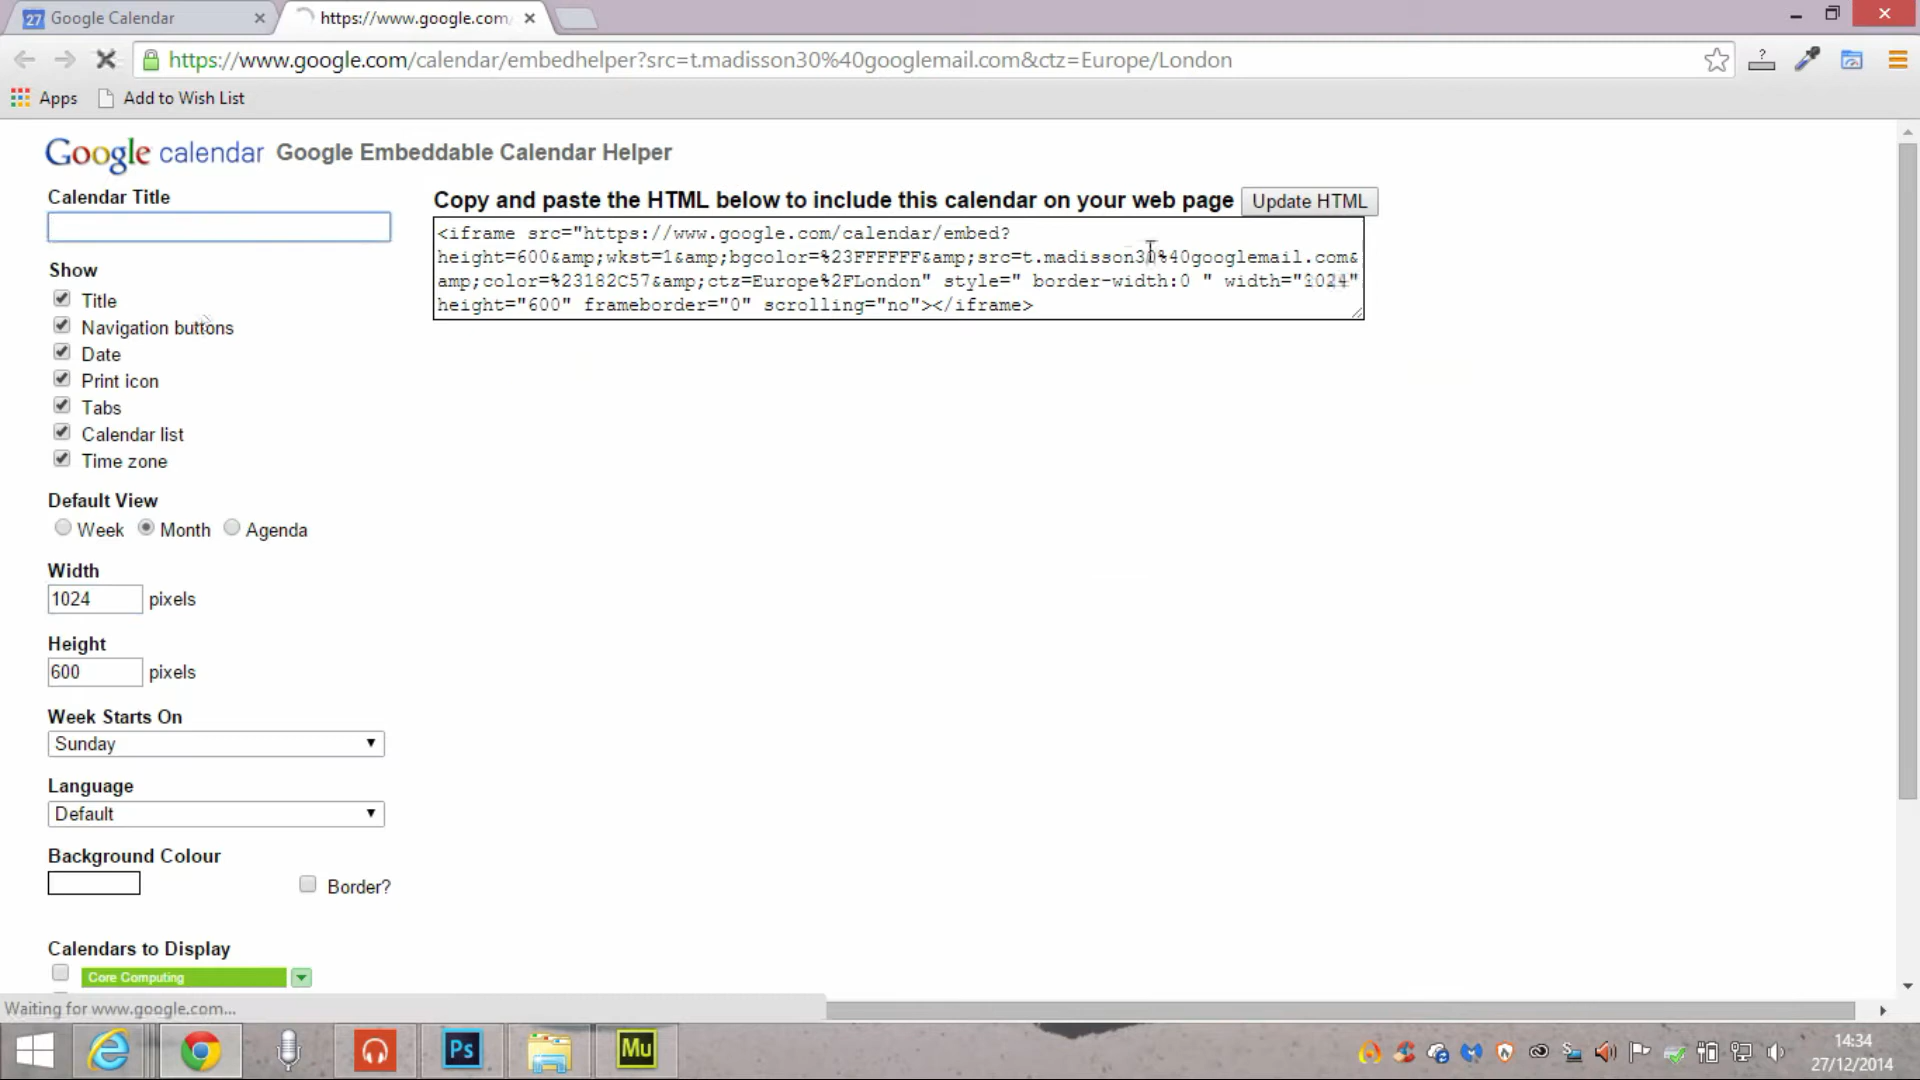 27 Google Calendar
https://www.google.com/
https://www.google.com/calendar/embedhelper?src=t.madisson30%40googlemail.com&ctz=Europe/London
Apps Add to Wish List
Google calendar Google Embeddable Calendar Helper
Calendar Title
Copy and paste the HTML below to include this calendar on your web page Update HTML
<iframe src="https://www.google.com/calendar/embed?
height=600&amp;wkst=1&amp;bgcolor=%23FFFFFF&amp;src=t.madisson30%40googlemail.com&
amp;color=%23182C57&amp;ctz=Europe%2FLondon" style=" border-width:0 " width="1024"
height="600" frameborder="0" scrolling="no"></iframe>
Show
Title
Navigation buttons
Date
Print icon
Tabs
Calendar list
Time zone
Default View
Week Month Agenda
Width
1024 pixels
Height
600 pixels
Week Starts On
Sunday
Language
Default
Background Colour
Border?
Calendars to Display
Core Computing
Waiting for www.google.com...
Ps Mu
14:34
27/12/2014